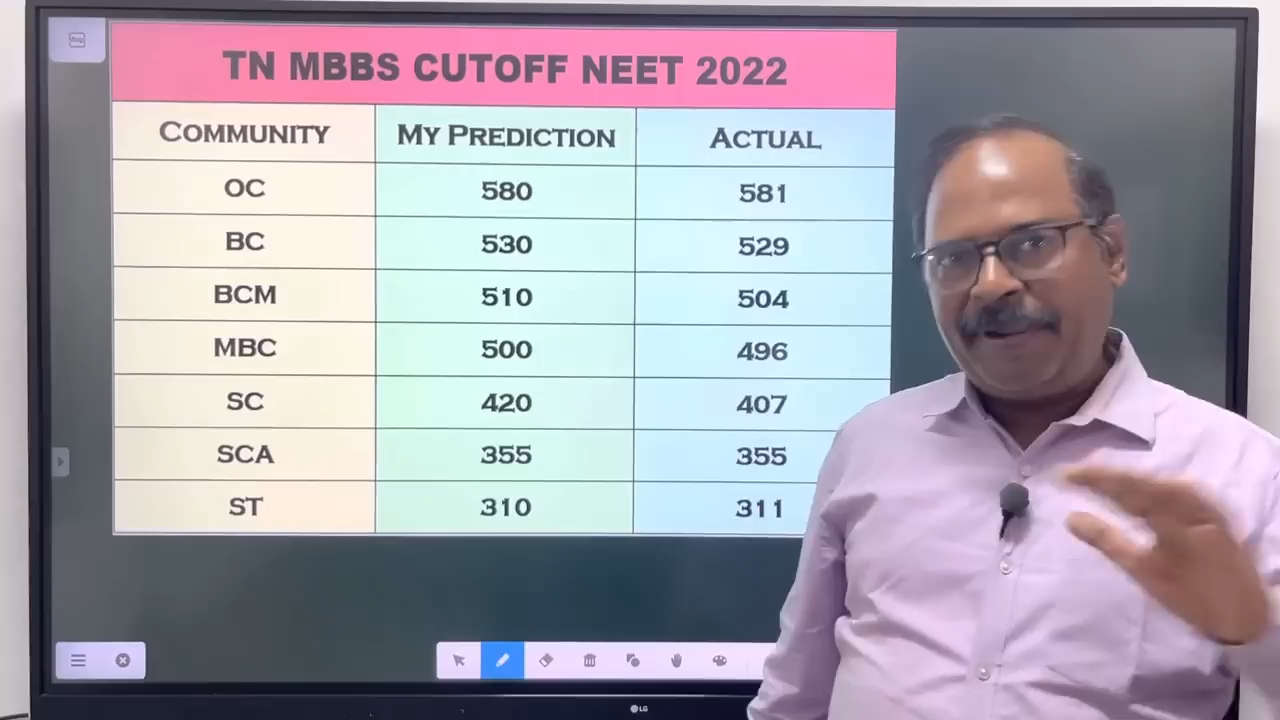 TN MBBS CUTOFF NEET 2022
COMMUNITY MY PREDICTION ACTUAL
OC 580 581
BC 530 529
BCM 510 504
MBC 500 496
SC 420 407
SCA 355 355
ST 310 311
LG